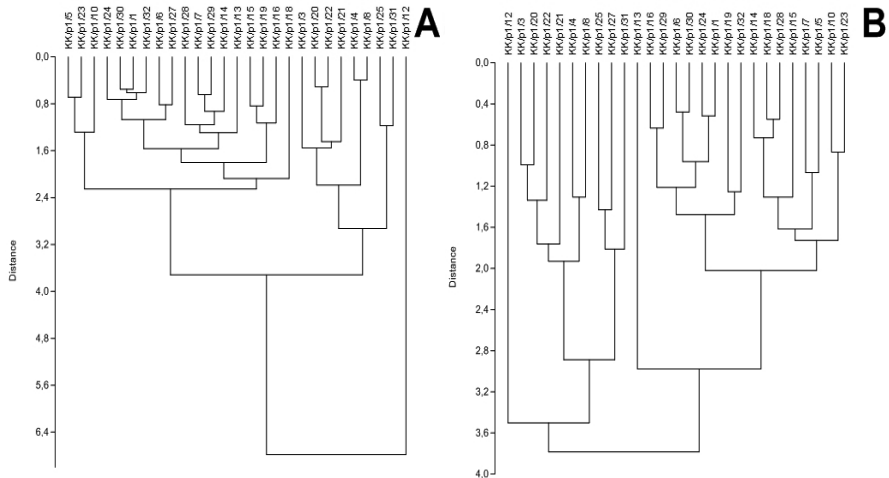 KK/p1/5
KK/p1/23
KK/p1/10
KK/p1/24
KK/p1/30
KK/p1/1
KK/p1/32
KK/p1/6
KK/p1/27
KK/p1/28
KK/p1/7
KK/p1/29
KK/p1/14
KK/p1/13
KK/p1/15
KK/p1/19
KK/p1/16
KK/p1/18
KK/p1/3
KK/p1/20
KK/p1/22
KK/p1/21
KK/p1/4
KK/p1/8
KK/p1/25
KK/p1/31
KK/p1/12
A
0,0
0,8
1,6
2,4
3,2
4,0
4,8
5,6
6,4
Distance
KK/p1/12
KK/p1/3
KK/p1/20
KK/p1/22
KK/p1/21
KK/p1/4
KK/p1/8
KK/p1/25
KK/p1/27
KK/p1/31
KK/p1/13
KK/p1/16
KK/p1/29
KK/p1/6
KK/p1/30
KK/p1/24
KK/p1/1
KK/p1/19
KK/p1/32
KK/p1/14
KK/p1/18
KK/p1/28
KK/p1/15
KK/p1/7
KK/p1/5
KK/p1/10
KK/p1/23
B
0,0
0,4
0,8
1,2
1,6
2,0
2,4
2,8
3,2
3,6
4,0
Distance